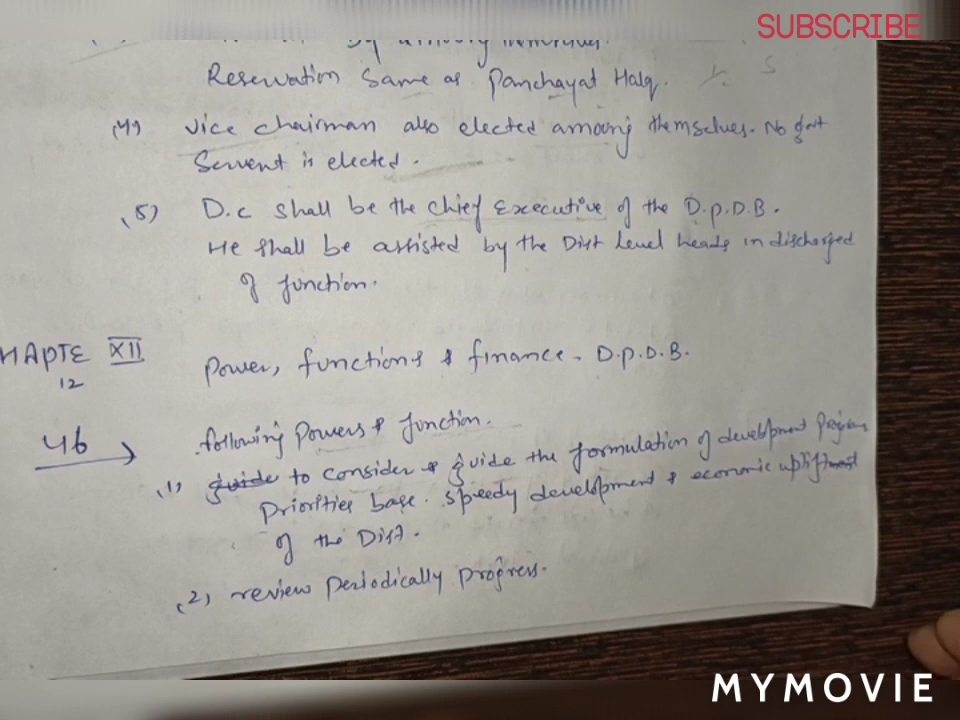 SUBSCRIBE
Reservation Same as Panchayat Halq.
(4) Vice chairman also elected among themselves. No govt
Servent is elected.
(5) D.C shall be the chief Executive of the D.P.D.B.
He shall be assisted by the Dist Level heads in discharged
of function.
HAPTE XII
12
Power, functions & finance - D.P.D.B.
46 → following Powers & function.
(1) guide to consider & guide the formulation of development Program
Priorities base. speedy development & economic upliftment
of the Dist.
(2) review Periodically progress.
MYMOVIE